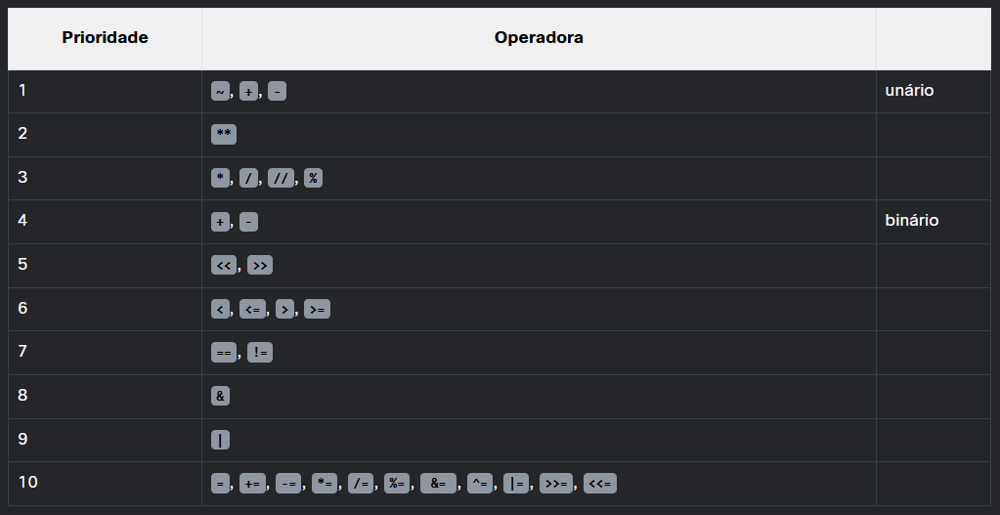 Prioridade Operadora
1 ~, +, - unário
2 **
3 *, /, //, %
4 +, - binário
5 <<, >>
6 <, <=, >, >=
7 ==, !=
8 &
9 |
10 =, +=, -=, *=, /=, %=, &=, ^=, |=, >>=, <<=